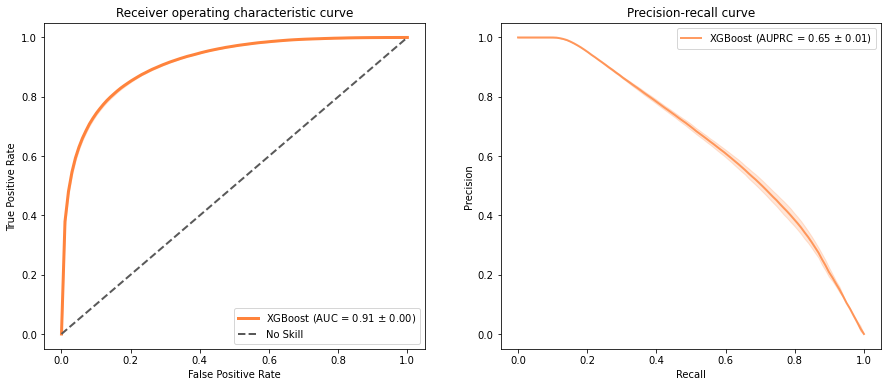 Receiver operating characteristic curve
True Positive Rate
1.0
0.8
0.6
0.4
0.2
0.0
XGBoost (AUC = 0.91 ± 0.00)
No Skill
0.0 0.2 0.4 0.6 0.8 1.0
False Positive Rate
Precision-recall curve
Precision
1.0
0.8
0.6
0.4
0.2
0.0
XGBoost (AUPRC = 0.65 ± 0.01)
0.0 0.2 0.4 0.6 0.8 1.0
Recall